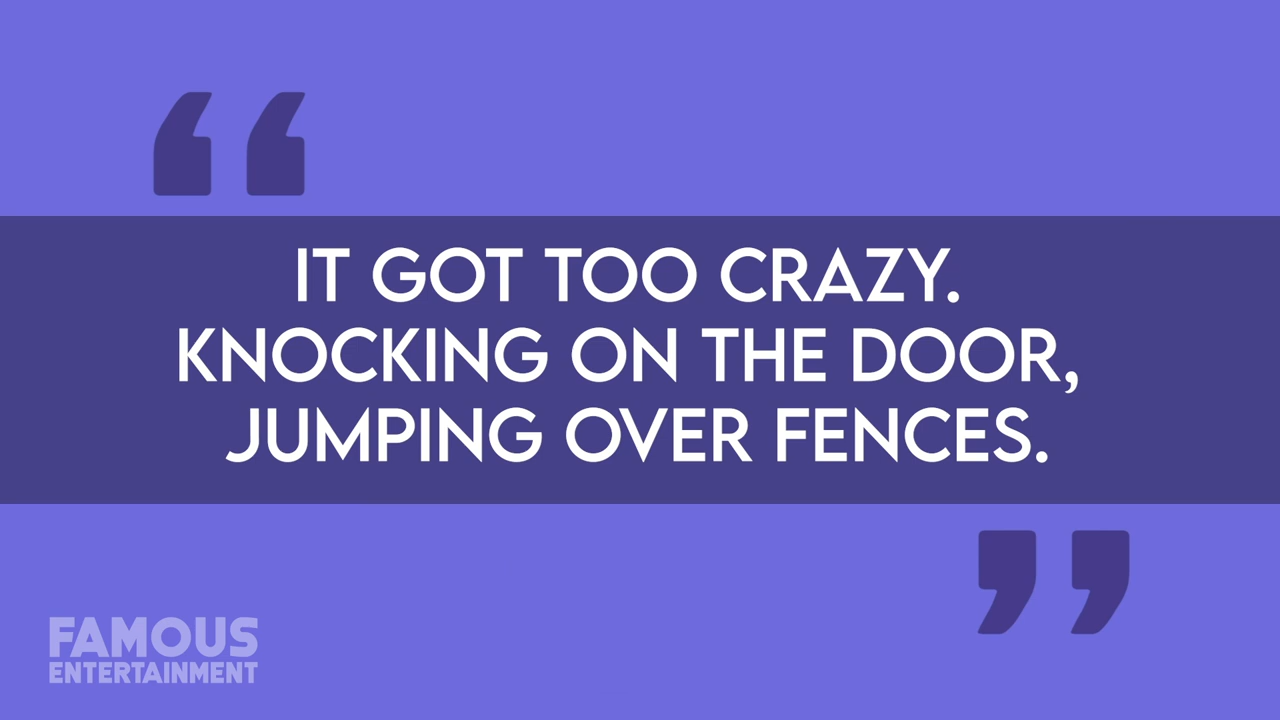 “
IT GOT TOO CRAZY.
KNOCKING ON THE DOOR,
JUMPING OVER FENCES.
”
FAMOUS
ENTERTAINMENT